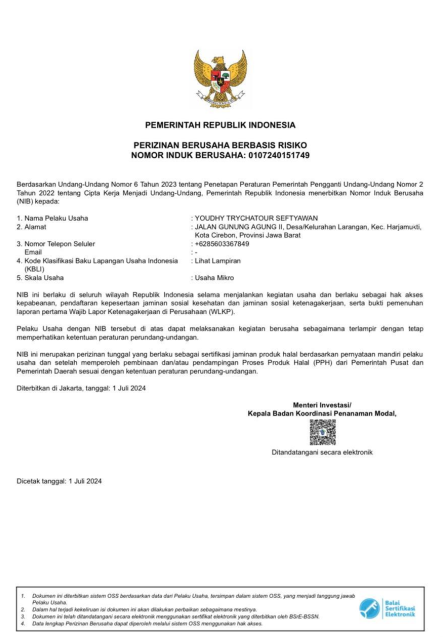 PEMERINTAH REPUBLIK INDONESIA
PERIZINAN BERUSAHA BERBASIS RISIKO
NOMOR INDUK BERUSAHA: 0107240151749
Berdasarkan Undang-Undang Nomor 6 Tahun 2023 tentang Penetapan Peraturan Pemerintah Pengganti Undang-Undang Nomor 2
Tahun 2022 tentang Cipta Kerja Menjadi Undang-Undang, Pemerintah Republik Indonesia menerbitkan Nomor Induk Berusaha
(NIB) kepada:
1. Nama Pelaku Usaha : YOUDHY TRYCHATOUR SEFTYAWAN
2. Alamat : JALAN GUNUNG AGUNG II, Desa/Kelurahan Larangan, Kec. Harjamukti,
Kota Cirebon, Provinsi Jawa Barat
3. Nomor Telepon Seluler : +6285603367849
Email : -
4. Kode Klasifikasi Baku Lapangan Usaha Indonesia : Lihat Lampiran
(KBLI)
5. Skala Usaha : Usaha Mikro
NIB ini berlaku di seluruh wilayah Republik Indonesia selama menjalankan kegiatan usaha dan berlaku sebagai hak akses
kepabeanan, pendaftaran kepesertaan jaminan sosial kesehatan dan jaminan sosial ketenagakerjaan, serta bukti pemenuhan
laporan pertama Wajib Lapor Ketenagakerjaan di Perusahaan (WLKP).
Pelaku Usaha dengan NIB tersebut di atas dapat melaksanakan kegiatan berusaha sebagaimana terlampir dengan tetap
memperhatikan ketentuan peraturan perundang-undangan.
NIB ini merupakan perizinan tunggal yang berlaku sebagai sertifikasi jaminan produk halal berdasarkan pernyataan mandiri pelaku
usaha dan setelah memperoleh pembinaan dan/atau pendampingan Proses Produk Halal (PPH) dari Pemerintah Pusat dan
Pemerintah Daerah sesuai dengan ketentuan peraturan perundang-undangan.
Diterbitkan di Jakarta, tanggal: 1 Juli 2024
Menteri Investasi/
Kepala Badan Koordinasi Penanaman Modal,
Ditandatangani secara elektronik
Dicetak tanggal: 1 Juli 2024
1. Dokumen ini diterbitkan sistem OSS berdasarkan data dari Pelaku Usaha, tersimpan dalam sistem OSS, yang menjadi tanggung jawab
Pelaku Usaha.
2. Dalam hal terjadi kekeliruan isi dokumen ini akan dilakukan perbaikan sebagaimana mestinya.
3. Dokumen ini telah ditandatangani secara elektronik menggunakan sertifikat elektronik yang diterbitkan oleh BSrE-BSSN.
4. Data lengkap Perizinan Berusaha dapat diperoleh melalui sistem OSS menggunakan hak akses.
Balai
Sertifikasi
Elektronik